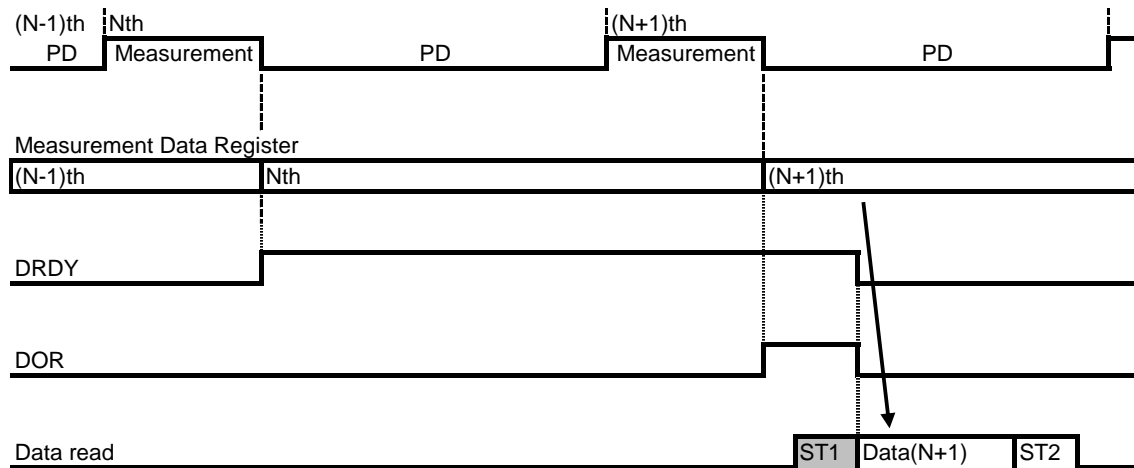 (N-1)th Nth (N+1)th
PD Measurement PD Measurement PD
Measurement Data Register
(N-1)th Nth (N+1)th
DRDY
DOR
Data read ST1 Data(N+1) ST2